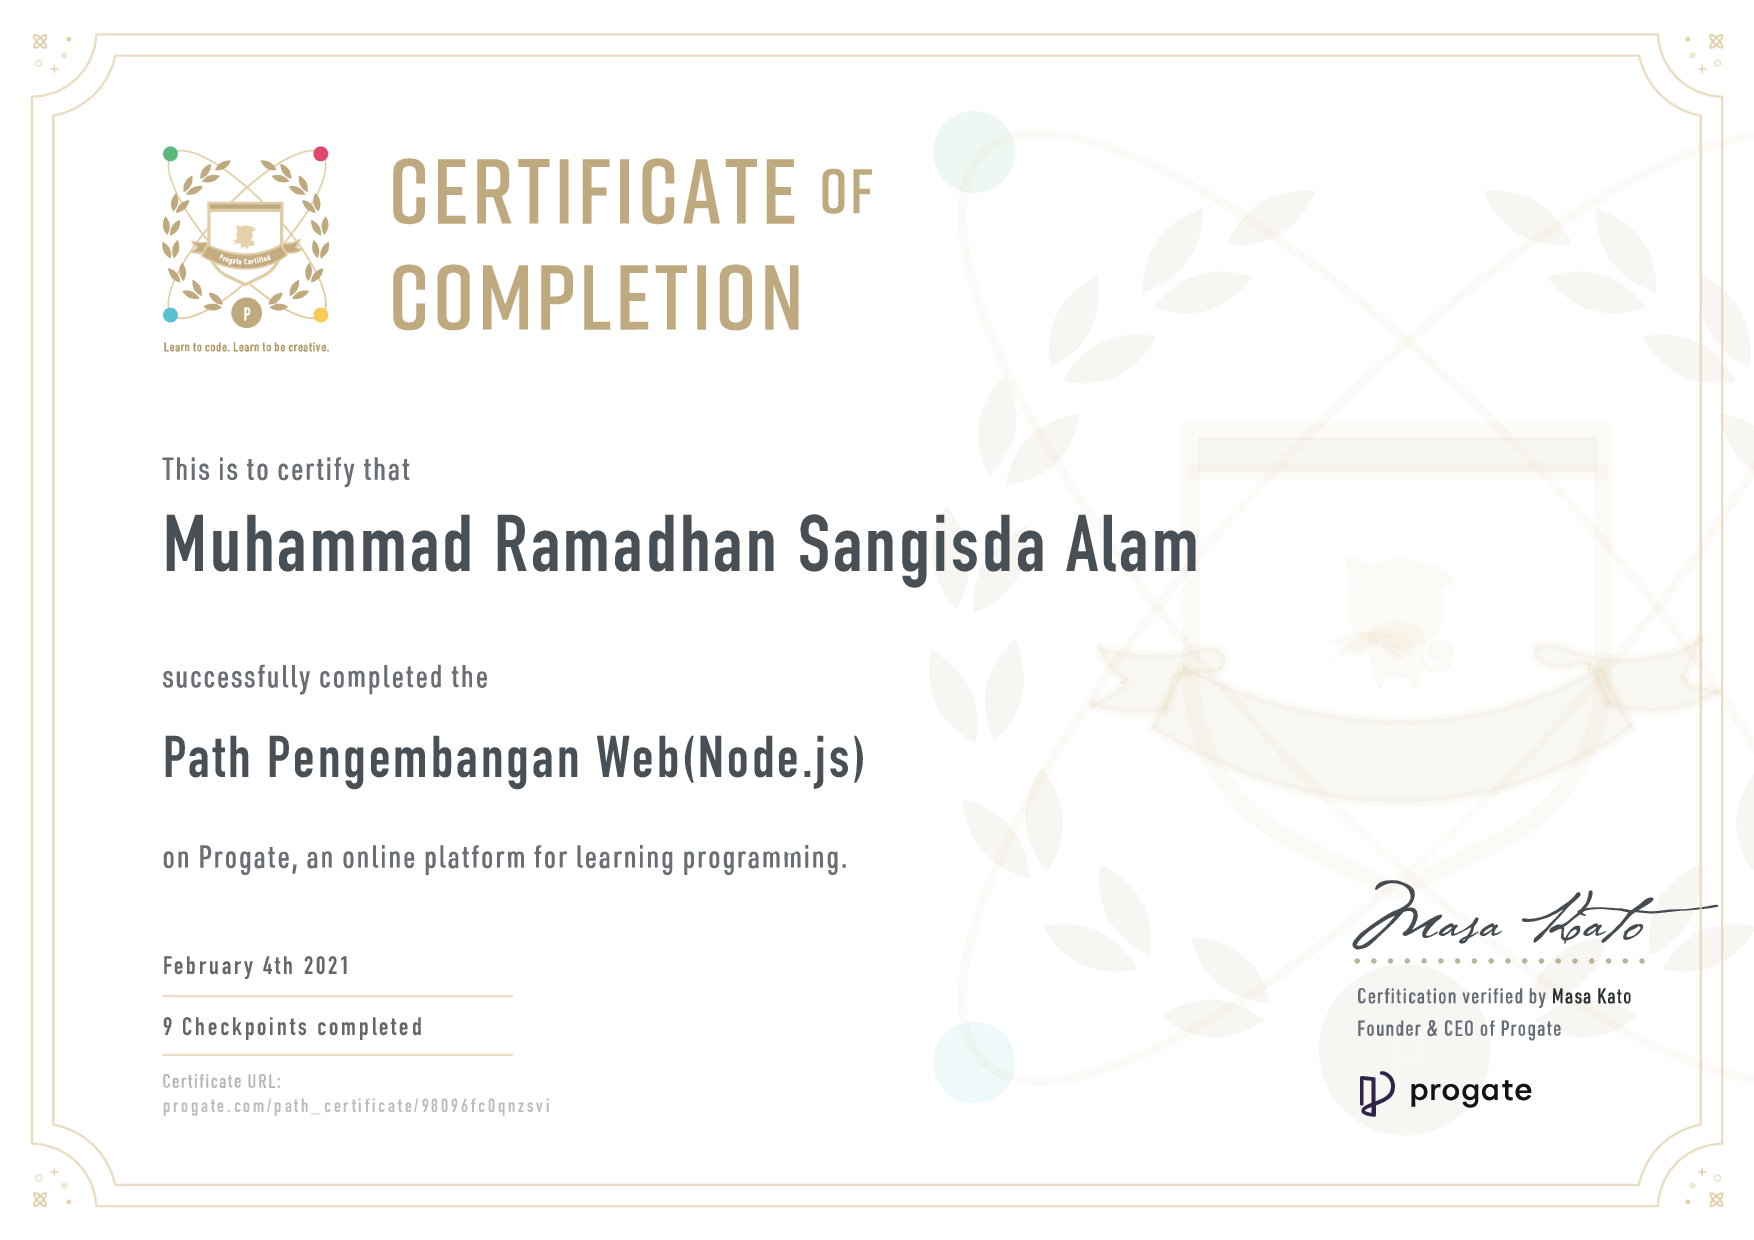 CERTIFICATE OF
COMPLETION
Progate Certified
P
Learn to code. Learn to be creative.
This is to certify that
Muhammad Ramadhan Sangisda Alam
successfully completed the
Path Pengembangan Web(Node.js)
on Progate, an online platform for learning programming.
February 4th 2021
9 Checkpoints completed
Certificate URL:
progate.com/path_certificate/98096fc0qnzsvi
Masa Kato
Cerfitication verified by Masa Kato
Founder & CEO of Progate
progate